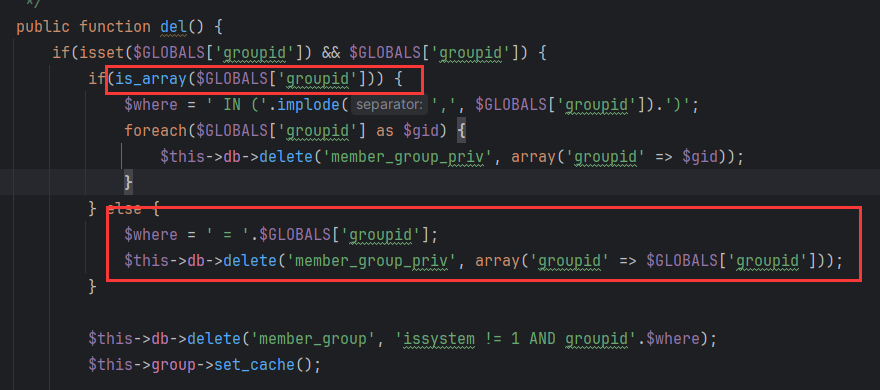 */
public function del() {
if(isset($GLOBALS['groupid']) && $GLOBALS['groupid']) {
if(is_array($GLOBALS['groupid'])) {
$where = ' IN ('.implode( separator: ',', $GLOBALS['groupid']).')';
foreach($GLOBALS['groupid'] as $gid) {
$this->db->delete('member_group_priv', array('groupid' => $gid));
}
} else {
$where = ' = '.$GLOBALS['groupid'];
$this->db->delete('member_group_priv', array('groupid' => $GLOBALS['groupid']));
}
$this->db->delete('member_group', 'issystem != 1 AND groupid'.$where);
$this->group->set_cache();